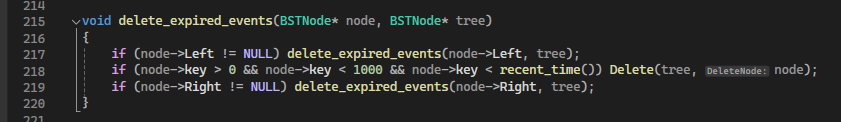 214
215 void delete_expired_events(BSTNode* node, BSTNode* tree)
216 {
217 if (node->Left != NULL) delete_expired_events(node->Left, tree);
218 if (node->key > 0 && node->key < 1000 && node->key < recent_time()) Delete(tree, DeleteNode: node);
219 if (node->Right != NULL) delete_expired_events(node->Right, tree);
220 }
221